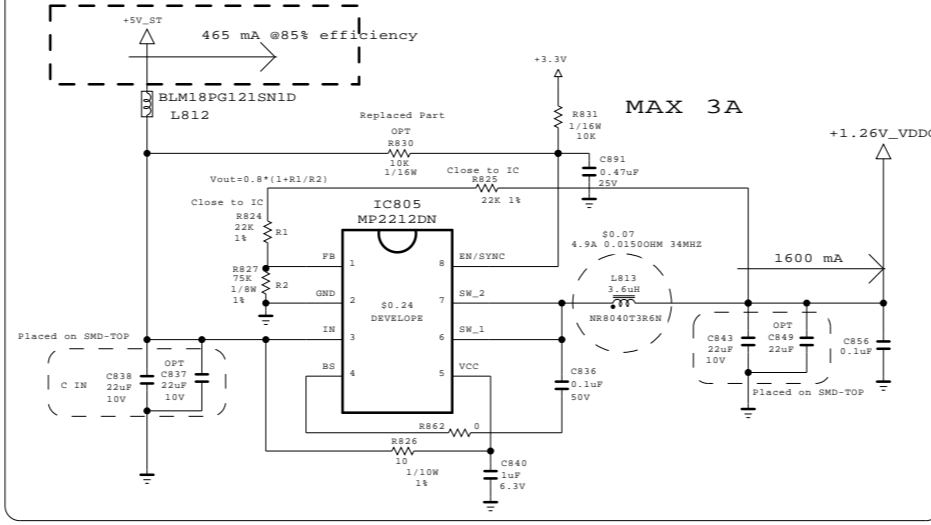 +5V_ST
465 mA @85% efficiency
BLM18PG121SN1D
L812
+3.3V
R831
1/16W
10K
MAX 3A
+1.26V_VDDC
Replaced Part
OPT
R830
10K
1/16W
C891
0.47uF
25V
Vout=0.8*(1+R1/R2)
Close to IC
R825
22K 1%
Close to IC
R824
22K
1%
R1
IC805
MP2212DN
R827
75K
1/8W
1%
R2
FB
1
8
EN/SYNC
GND
2
7
SW_2
IN
3
6
SW_1
BS
4
5
VCC
$0.24
DEVELOPE
$0.07
4.9A 0.0150OHM 34MHZ
L813
3.6uH
NR8040T3R6N
1600 mA
Placed on SMD-TOP
C IN
C838
22uF
10V
OPT
C837
22uF
10V
C836
0.1uF
50V
R862
0
R826
10
1/10W
1%
C840
1uF
6.3V
C843
22uF
10V
OPT
C849
22uF
C856
0.1uF
Placed on SMD-TOP